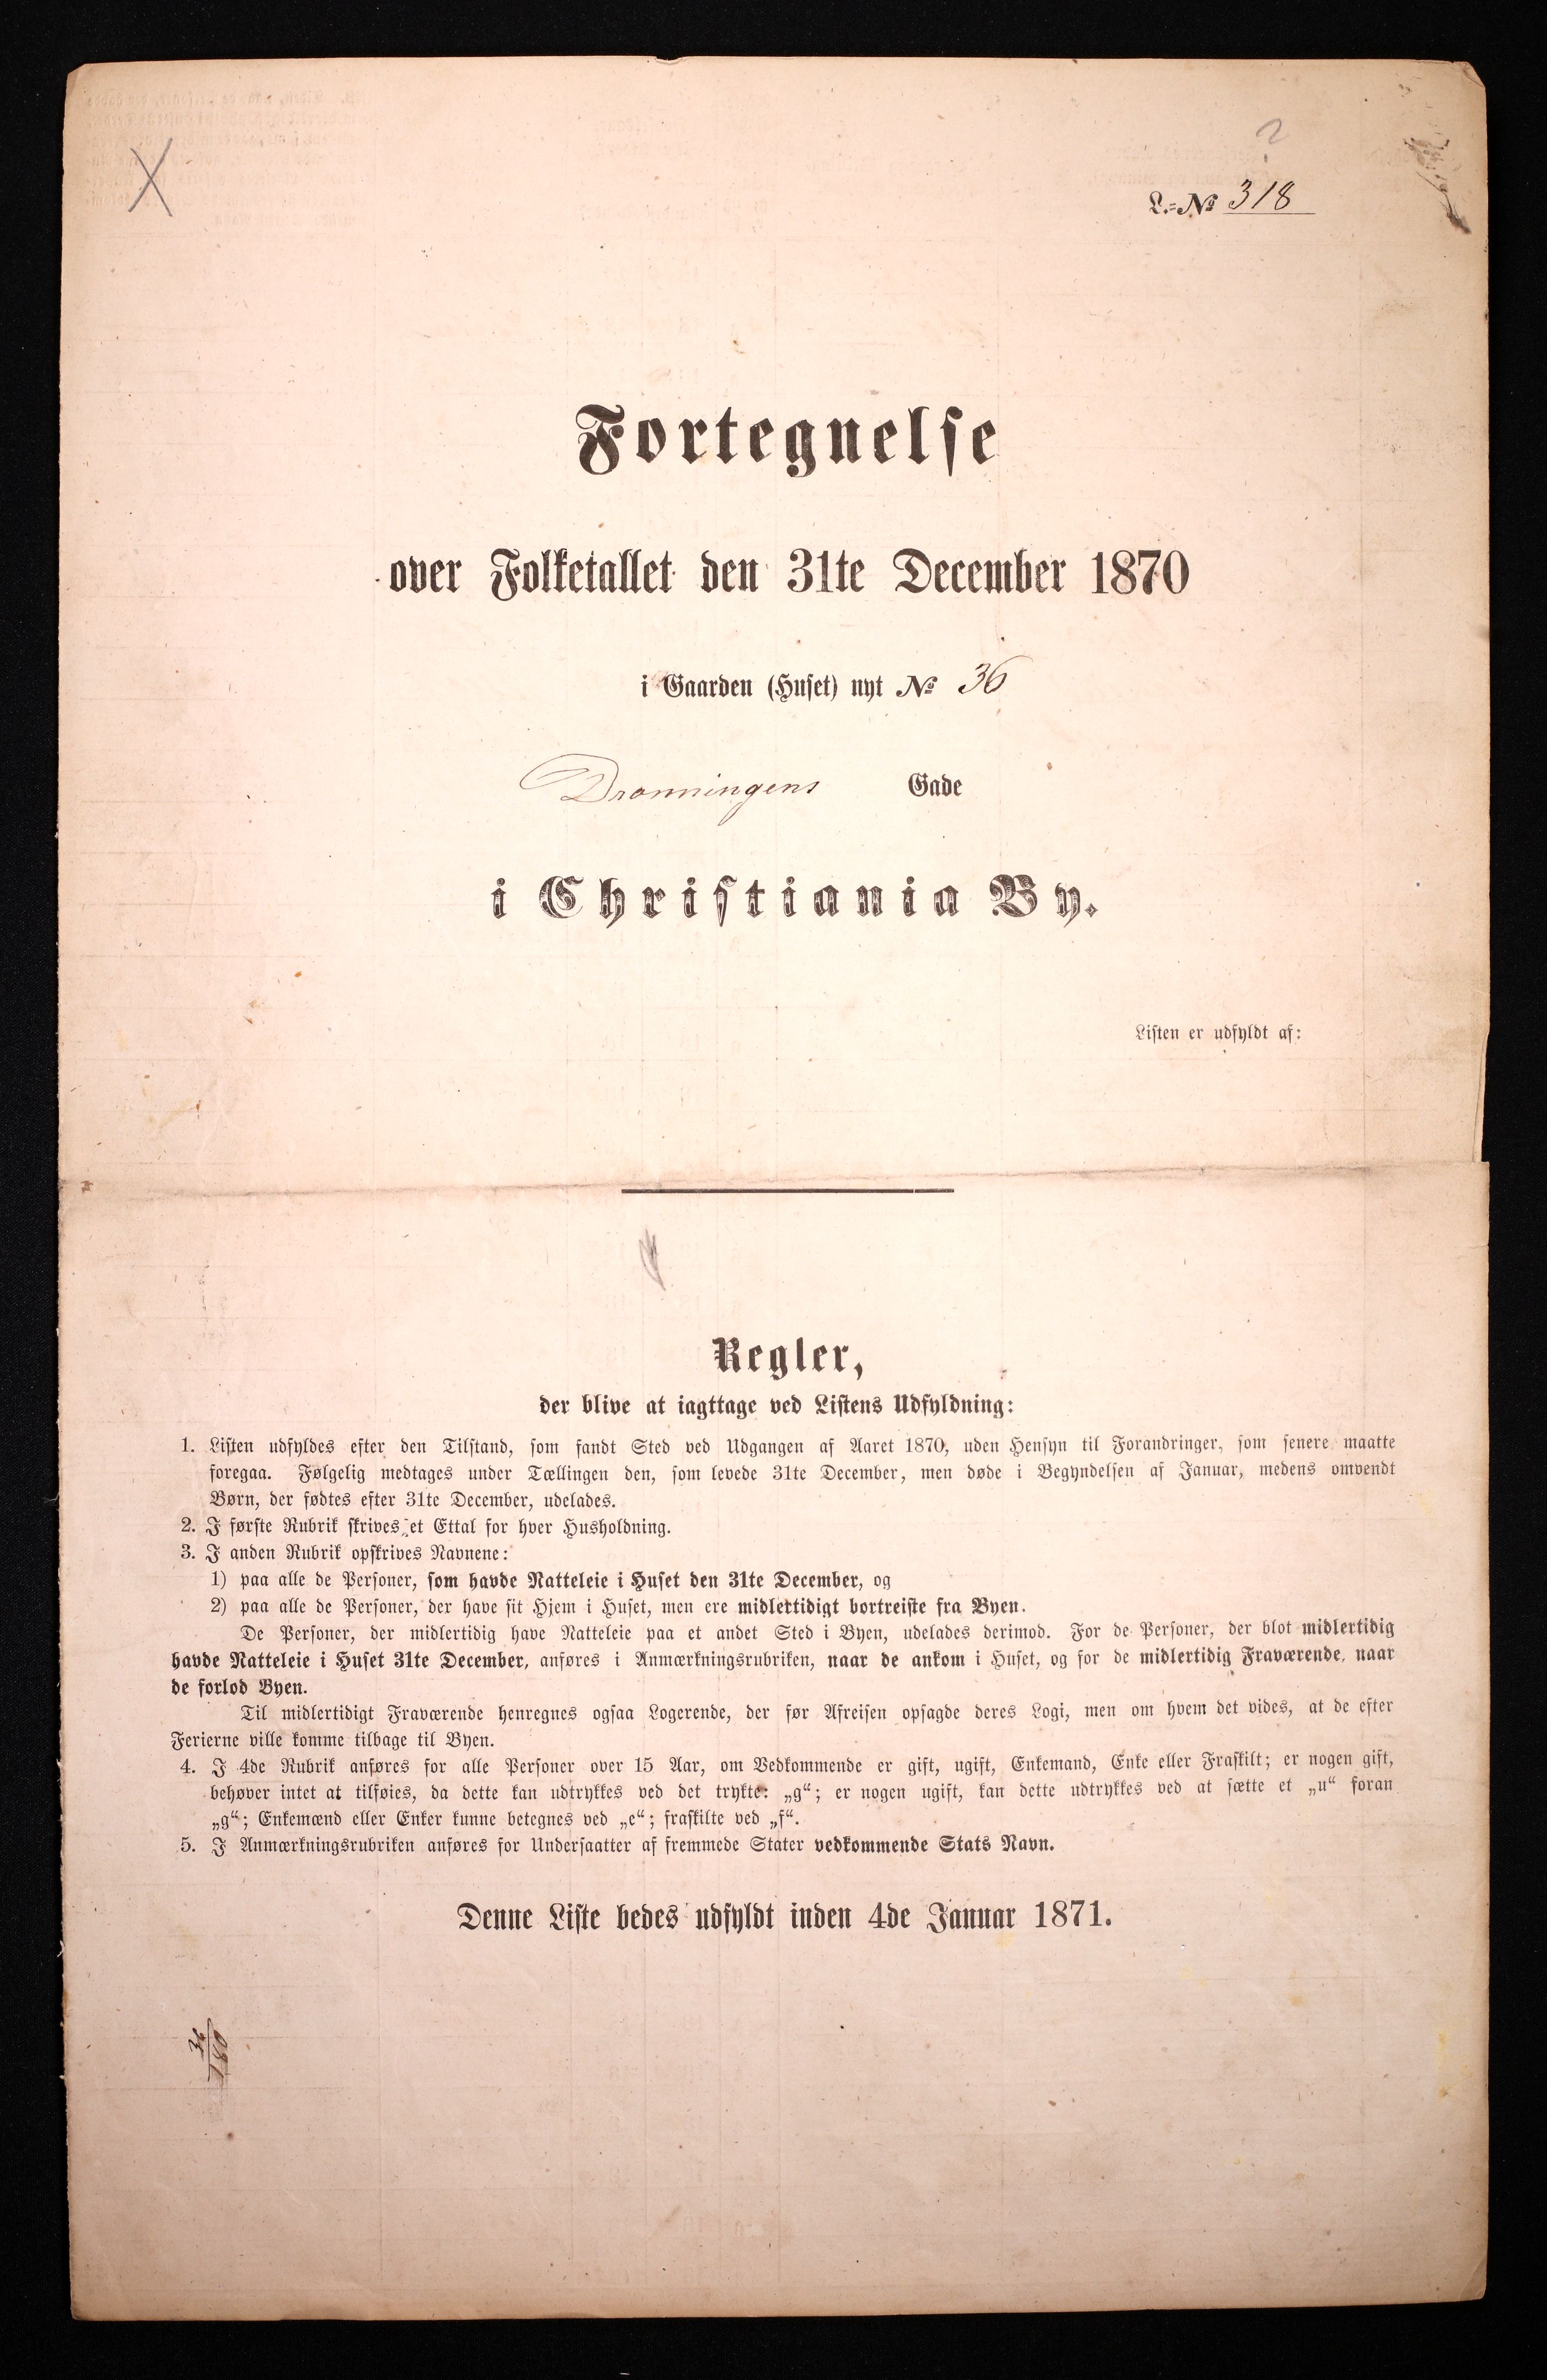 ?
L.=№ 318
Fortegnelse
over Folketallet den 31te December 1870
i Gaarden (Huset) nyt № 36
Dronningens Gade
i Christiania By.
Listen er udfyldt af:
Regler,
der blive at iagttage ved Listens Udfyldning:
1. Listen udfyldes efter den Tilstand, som fandt Sted ved Udgangen af Aaret 1870, uden Hensyn til Forandringer, som senere maatte
foregaa. Følgelig medtages under Tællingen den, som levede 31te December, men døde i Begyndelsen af Januar, medens omvendt
Børn, der fødtes efter 31te December, udelades.
2. I første Rubrik skrives et Ettal for hver Husholdning.
3. I anden Rubrik opskrives Navnene:
1) paa alle de Personer, som havde Natteleie i Huset den 31te December, og
2) paa alle de Personer, der have sit Hjem i Huset, men ere midlertidigt bortreiste fra Byen.
De Personer, der midlertidig have Natteleie paa et andet Sted i Byen, udelades derimod. For de Personer, der blot midlertidig
havde Natteleie i Huset 31te December, anføres i Anmærkningsrubriken, naar de ankom i Huset, og for de midlertidig Fraværende, naar
de forlod Byen.
Til midlertidigt Fraværende henregnes ogsaa Logerende, der før Afreisen opsagde deres Logi, men om hvem det vides, at de efter
Ferierne ville komme tilbage til Byen.
4. I 4de Rubrik anføres for alle Personer over 15 Aar, om Vedkommende er gift, ugift, Enkemand, Enke eller Fraskilt; er nogen gift,
behøver intet at tilføies, da dette kan udtrykkes ved det trykte: „g“; er nogen ugift, kan dette udtrykkes ved at sætte et „u“ foran
„g“; Enkemænd eller Enker kunne betegnes ved „e“; fraskilte ved „f“.
5. I Anmærkningsrubriken anføres for Undersaatter af fremmede Stater vedkommende Stats Navn.
Denne Liste bedes udfyldt inden 4de Januar 1871.